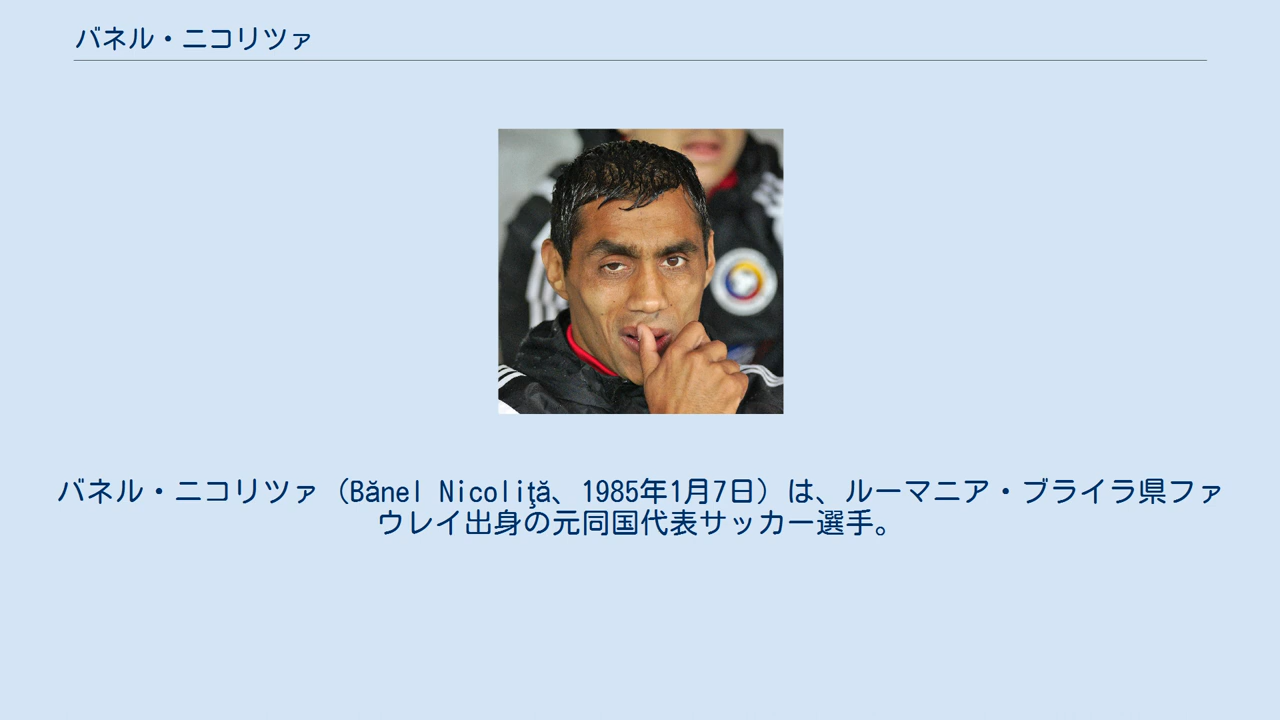 バネル・ニコリツァ
バネル・ニコリツァ（Bănel Nicoliţă、1985年1月7日）は、ルーマニア・ブライラ県ファ
ウレイ出身の元同国代表サッカー選手。